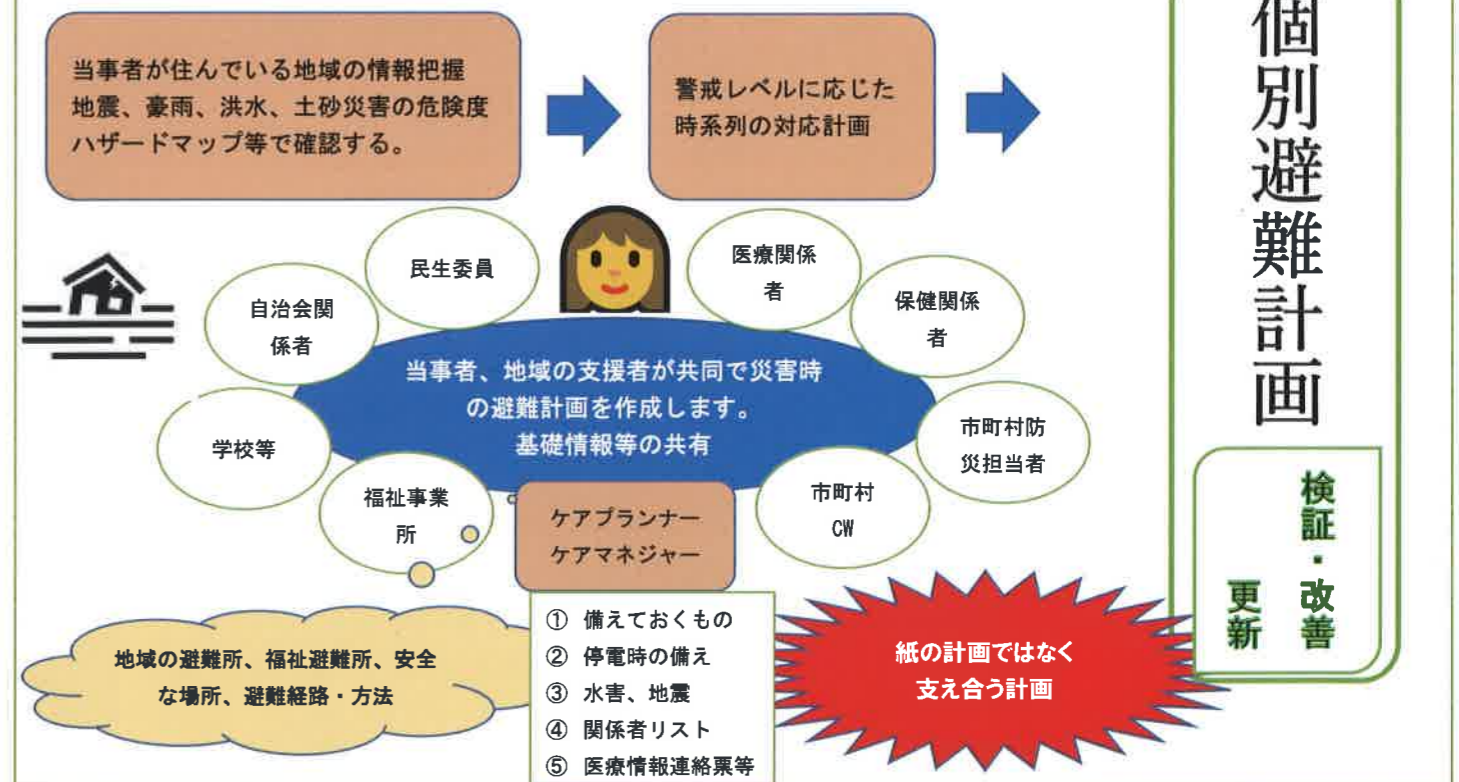 当事者が住んでいる地域の情報把握
地震、豪雨、洪水、土砂災害の危険度
ハザードマップ等で確認する。
警戒レベルに応じた
時系列の対応計画
個別避難計画
検証・改善
更新
民生委員
医療関係
者
自治会関
係者
保健関係
者
当事者、地域の支援者が共同で災害時
の避難計画を作成します。
基礎情報等の共有
学校等
市町村防
災担当者
福祉事業
所
市町村
CW
ケアプランナー
ケアマネジャー
地域の避難所、福祉避難所、安全
な場所、避難経路・方法
① 備えておくもの
② 停電時の備え
③ 水害、地震
④ 関係者リスト
⑤ 医療情報連絡票等
紙の計画ではなく
支え合う計画